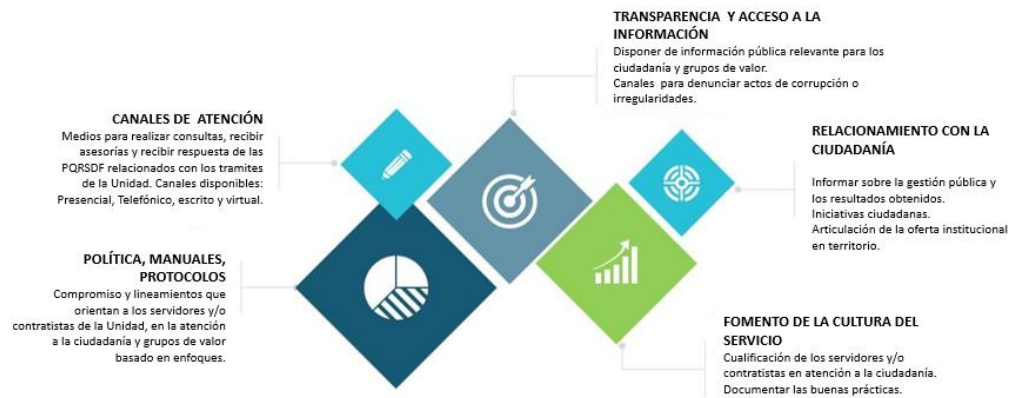 TRANSPARENCIA Y ACCESO A LA
INFORMACIÓN
Disponer de información pública relevante para los
ciudadanía y grupos de valor.
Canales para denunciar actos de corrupción o
irregularidades.
CANALES DE ATENCIÓN
Medios para realizar consultas, recibir
asesorías y recibir respuesta de las
PQRSDF relacionados con los tramites
de la Unidad. Canales disponibles:
Presencial, Telefónico, escrito y virtual.
RELACIONAMIENTO CON LA
CIUDADANÍA
Informar sobre la gestión pública y
los resultados obtenidos.
Iniciativas ciudadanas.
Articulación de la oferta institucional
en territorio.
POLÍTICA, MANUALES,
PROTOCOLOS
Compromiso y lineamientos que
orientan a los servidores y/o
contratistas de la Unidad, en la atención
a la ciudadanía y grupos de valor
basado en enfoques.
FOMENTO DE LA CULTURA DEL
SERVICIO
Cualificación de los servidores y/o
contratistas en atención a la ciudadanía.
Documentar las buenas prácticas.